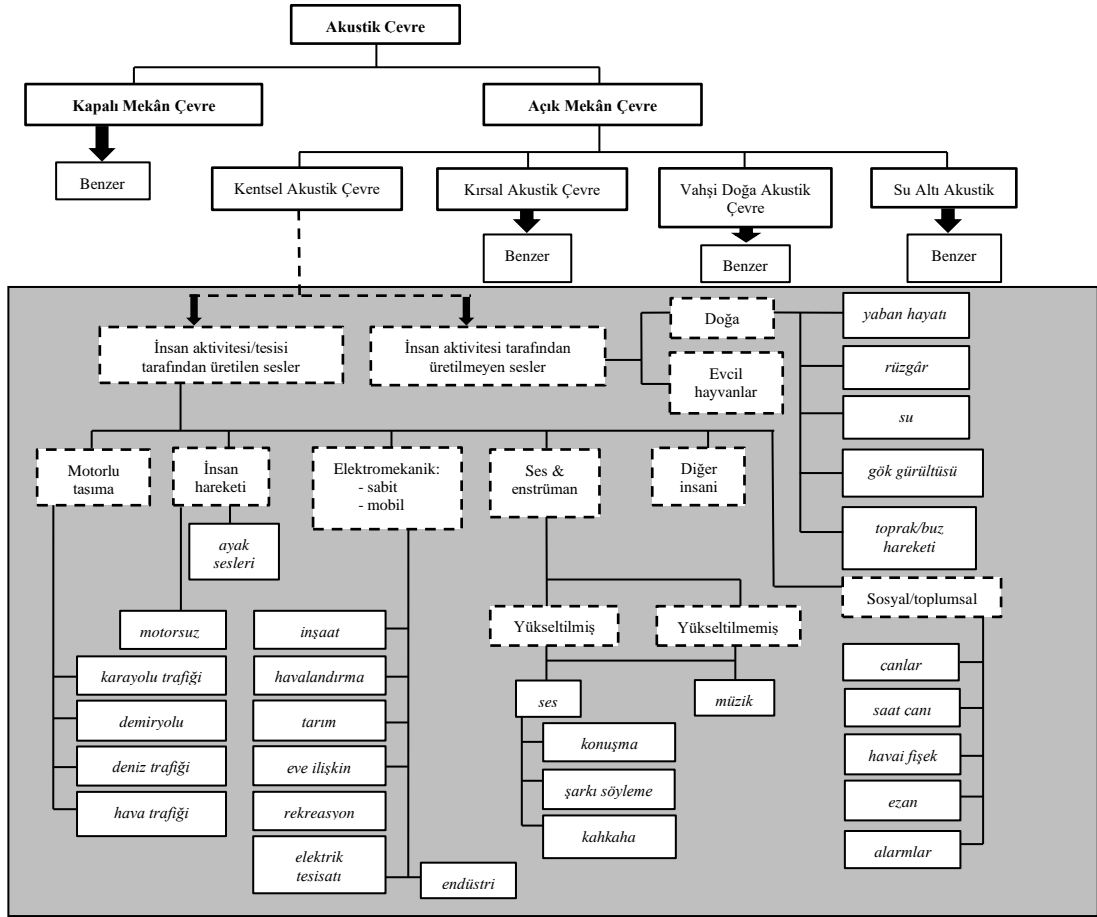 Akustik Çevre
Kapalı Mekân Çevre
Açık Mekân Çevre
Benzer
Kentsel Akustik Çevre
Kırsal Akustik Çevre
Vahşi Doğa Akustik
Çevre
Su Altı Akustik
Benzer
Benzer
Benzer
İnsan aktivitesi/tesisi
tarafından üretilen sesler
İnsan aktivitesi tarafından
üretilmeyen sesler
Doğa
Evcil
hayvanlar
yaban hayatı
rüzgâr
su
gök gürültüsü
toprak/buz
hareketi
Motorlu
tasıma
İnsan
hareketi
Elektromekanik:
- sabit
- mobil
Ses &
enstrüman
Diğer
insani
Sosyal/toplumsal
ayak
sesleri
motorsuz
karayolu trafiği
demiryolu
deniz trafiği
hava trafiği
inşaat
havalandırma
tarım
eve ilişkin
rekreasyon
elektrik
tesisatı
endüstri
Yükseltilmiş
Yükseltilmemiş
ses
müzik
konuşma
şarkı söyleme
kahkaha
canlar
saat canı
havai fişek
ezan
alarmlar